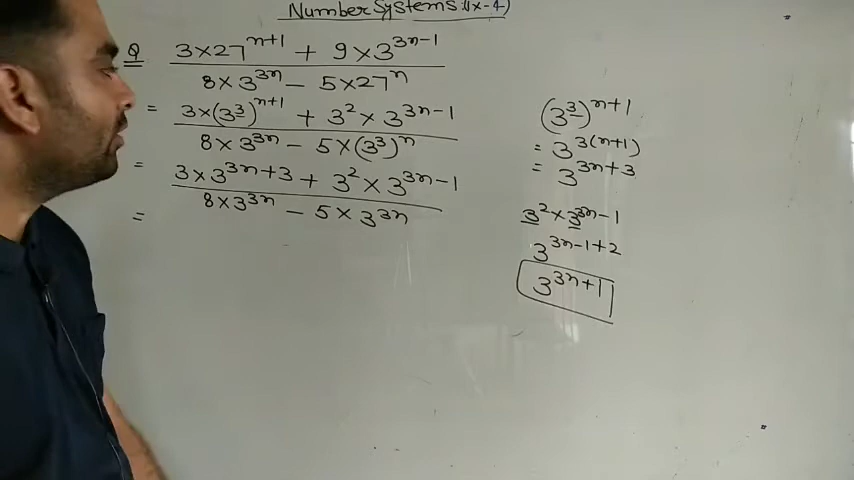 Number Systems (Ix-4)
Q 3×27^(n+1) + 9×3^(3n-1)
8×3^(3n) - 5×27^n
= 3×(3^3)^(n+1) + 3^2×3^(3n-1)
8×3^(3n) - 5×(3^3)^n
= 3×3^(3n+3) + 3^2×3^(3n-1)
8×3^(3n) - 5×3^(3n)
=
(3^3)^(n+1)
= 3^(3(n+1))
= 3^(3n+3)
3^2×3^(3n-1)
3^(3n-1+2)
3^(3n+1)